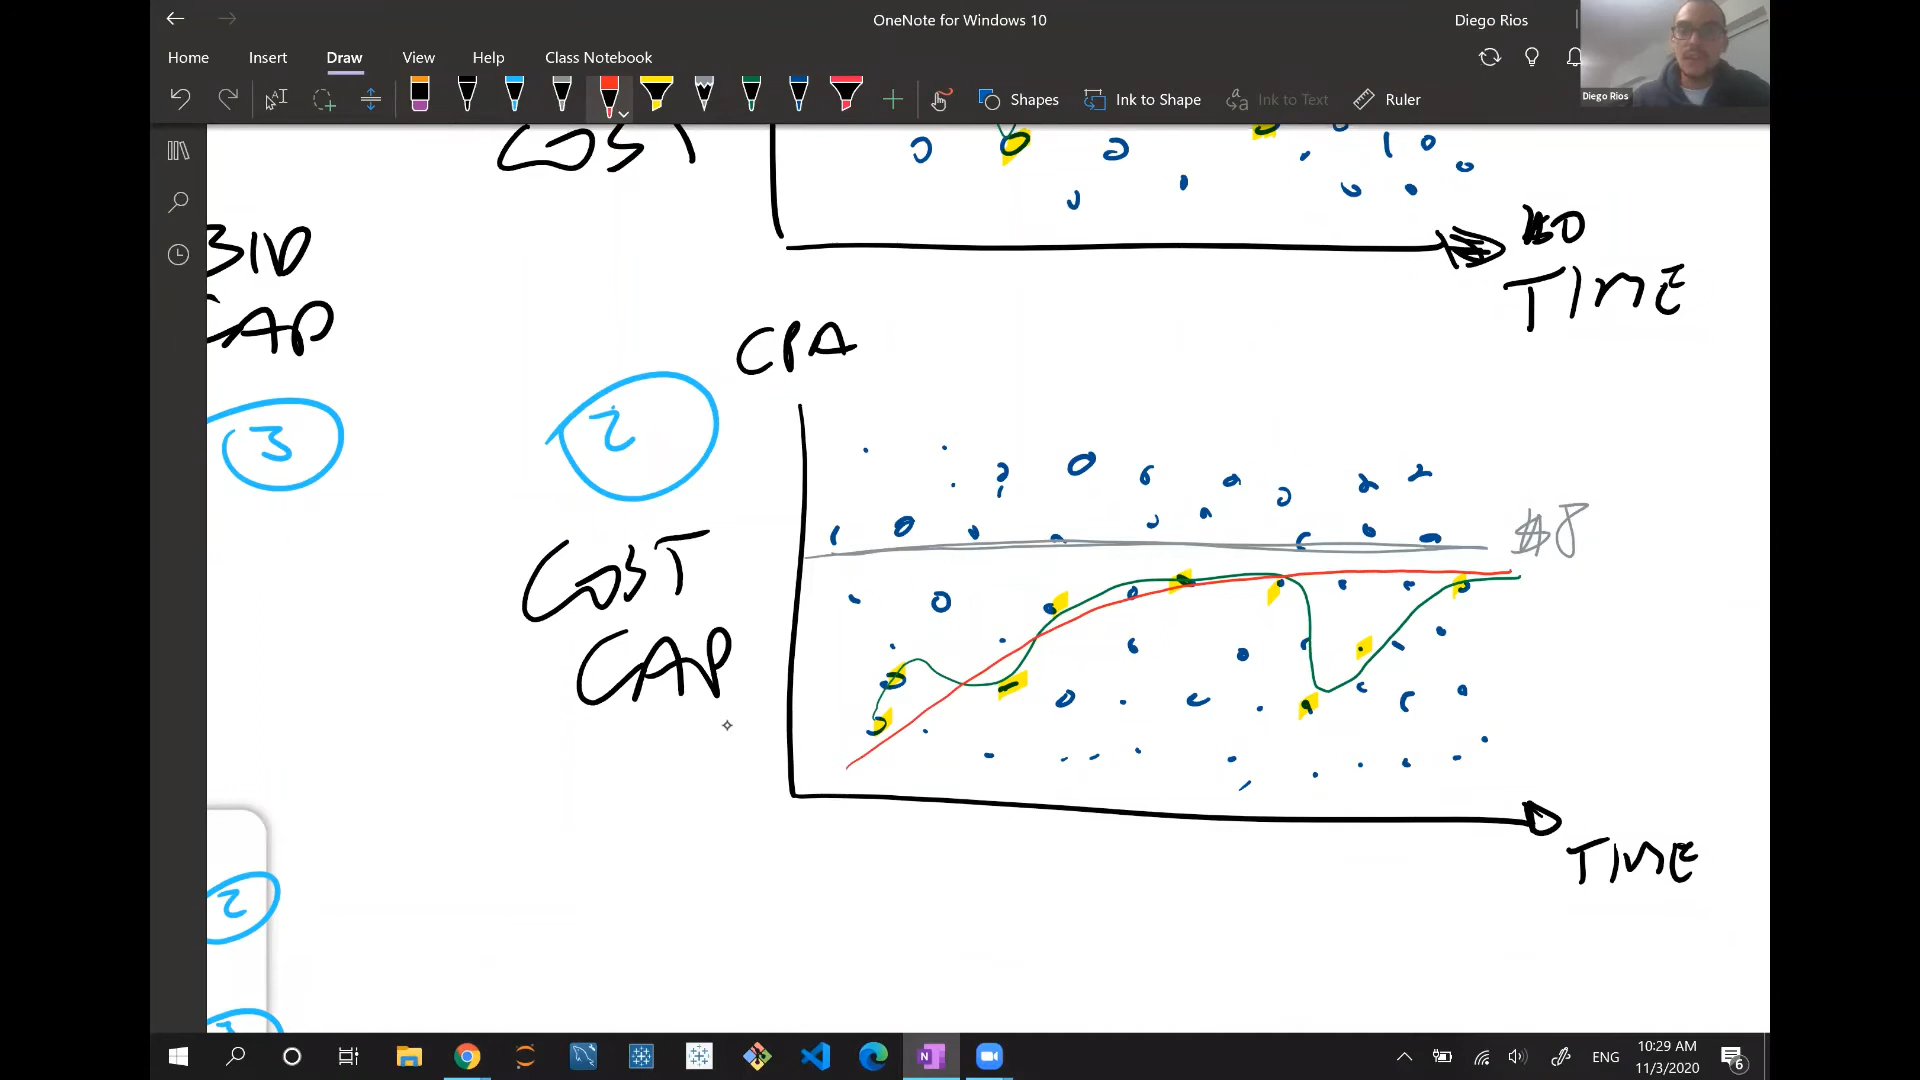 OneNote for Windows 10
Diego Rios
Home
Insert
Draw
View
Help
Class Notebook
Shapes
Ink to Shape
Ink to Text
Ruler
Diego Rios
COST
TIME
BID
CAP
CPA
3
2
$8
COST
CAP
TIME
2
ENG
10:29 AM
11/3/2020
6